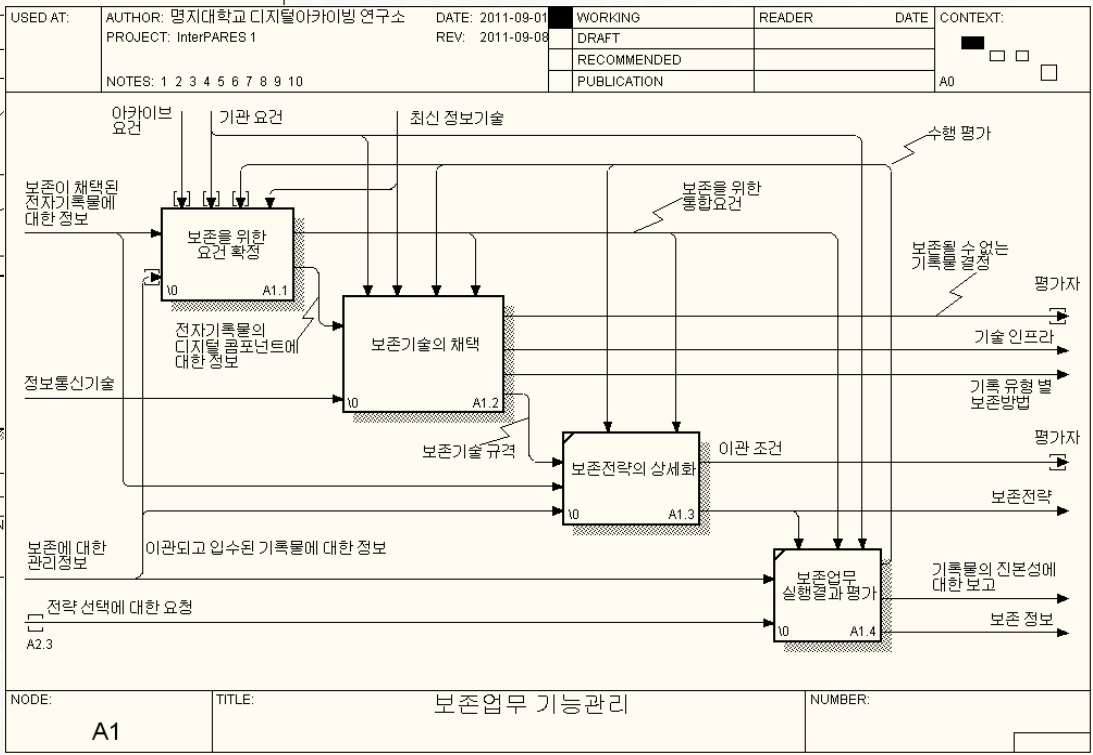 USED AT:
AUTHOR: 명지대학교 디지털아카이빙 연구소
DATE: 2011-09-01
WORKING
READER
DATE
CONTEXT:
PROJECT: InterPARES 1
REV: 2011-09-08
DRAFT
RECOMMENDED
NOTES: 1 2 3 4 5 6 7 8 9 10
PUBLICATION
A0
아카이브
요건
기관 요건
최신 정보기술
수행 평가
보존이 채택된
전자기록물에
대한 정보
보존을 위한
통합요건
보존을 위한
요건 확정
\0
A1.1
보존될 수 없는
기록물 결정
평가자
전자기록물의
디지털 콤포넌트에
대한 정보
보존기술의 채택
\0
A1.2
기술 인프라
정보통신기술
기록 유형 별
보존방법
보존기술 규격
보존전략의 상세화
\0
A1.3
이관 조건
평가자
보존전략
보존에 대한
관리정보
이관되고 입수된 기록물에 대한 정보
보존업무
실행결과 평가
\0
A1.4
기록물의 진본성에
대한 보고
보존 정보
전략 선택에 대한 요청
A2.3
NODE:
A1
TITLE:
보존업무 기능관리
NUMBER: